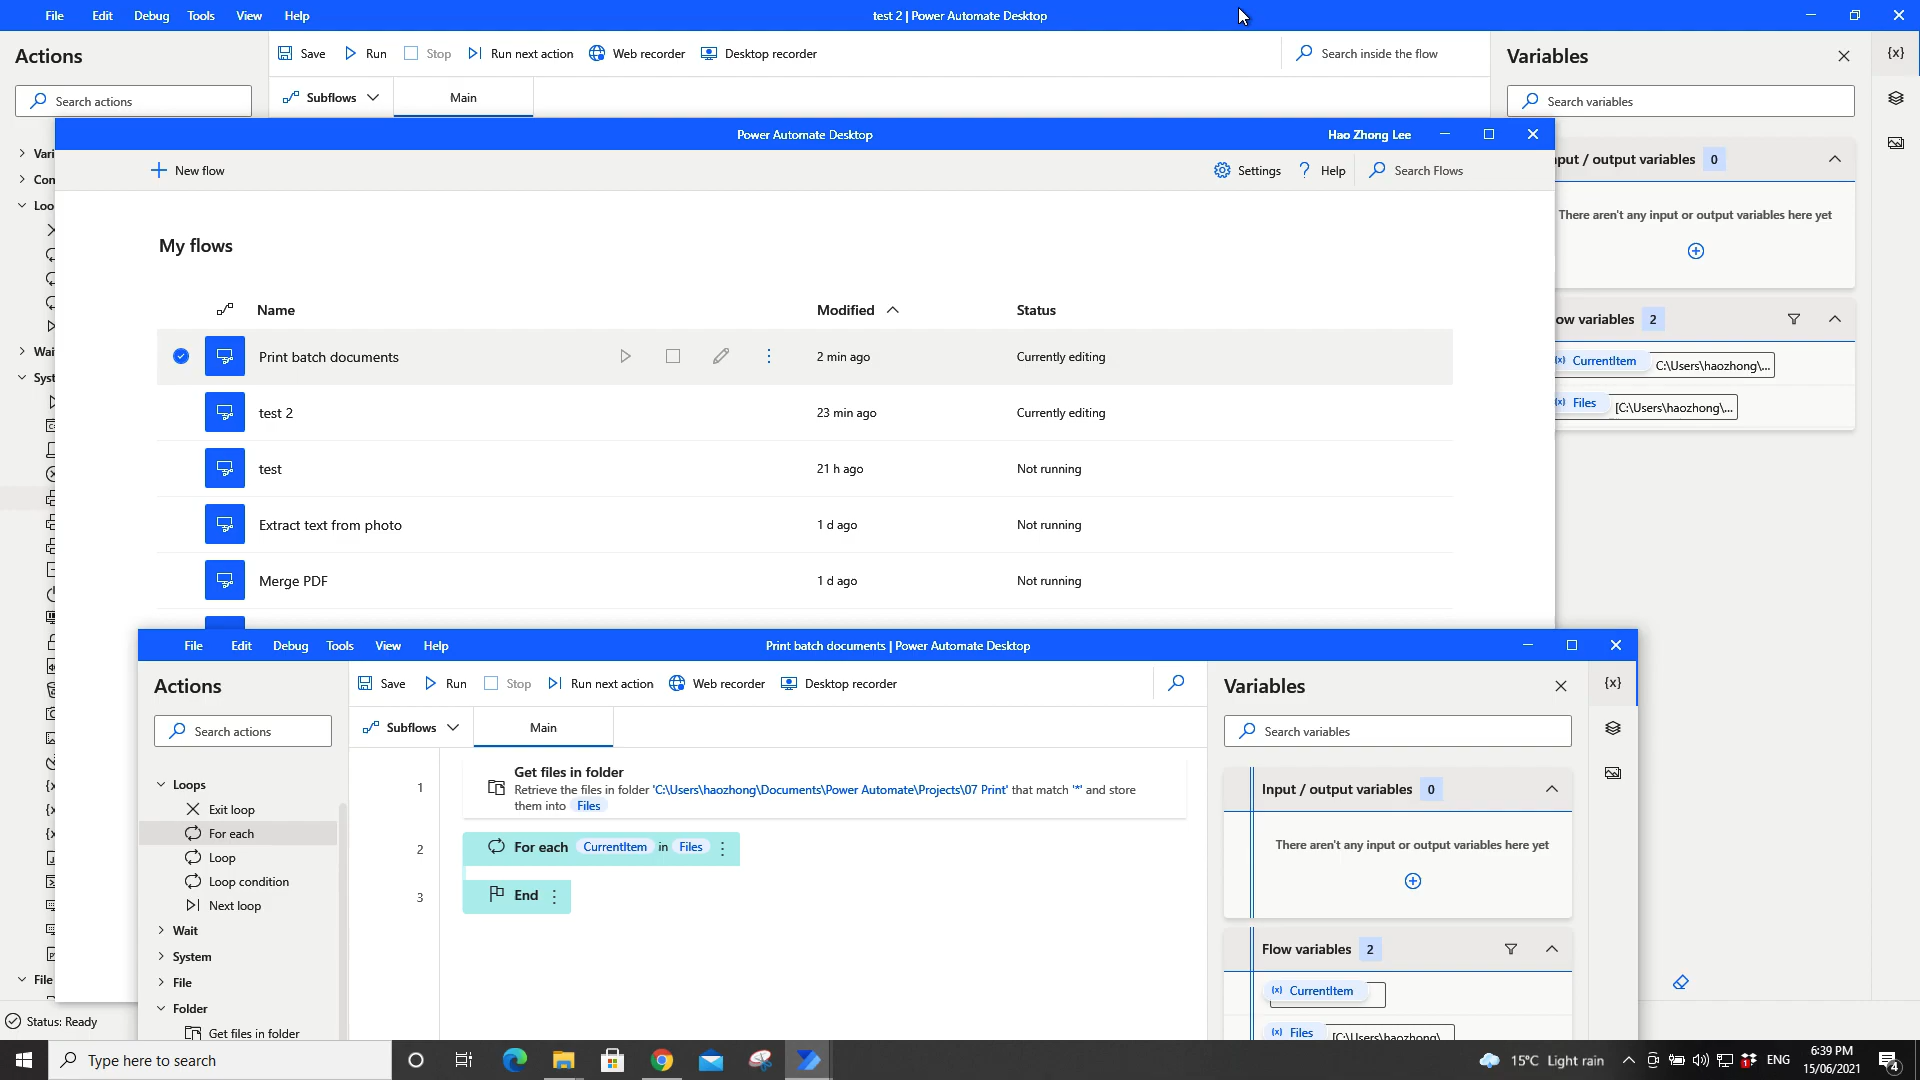 File Edit Debug Tools View Help
test 2 | Power Automate Desktop
Actions
Save Run Stop Run next action Web recorder Desktop recorder
Search inside the flow
Variables
{x}
Search actions
Subflows
Main
Search variables
Power Automate Desktop
Hao Zhong Lee
Vari
Con
Loo
Wai
Syst
File
New flow
Settings
? Help
Search Flows
put / output variables 0
There aren't any input or output variables here yet
ow variables 2
(x) CurrentItem C:\Users\haozhong\...
(x) Files [C:\Users\haozhong\...
My flows
Name Modified Status
Print batch documents 2 min ago Currently editing
test 2 23 min ago Currently editing
test 21 h ago Not running
Extract text from photo 1 d ago Not running
Merge PDF 1 d ago Not running
File Edit Debug Tools View Help
Print batch documents | Power Automate Desktop
Actions
Save Run Stop Run next action Web recorder Desktop recorder
Variables
{x}
Search actions
Subflows
Main
Search variables
Loops
Exit loop
For each
Loop
Loop condition
Next loop
Wait
System
File
Folder
Get files in folder
1
Get files in folder
Retrieve the files in folder 'C:\Users\haozhong\Documents\Power Automate\Projects\07 Print' that match '*' and store
them into Files
2
For each CurrentItem in Files
3
End
Input / output variables 0
There aren't any input or output variables here yet
Flow variables 2
(x) CurrentItem
(x) Files [C:\Users\haozhong\...
Status: Ready
Type here to search
15°C Light rain
ENG
6:39 PM
15/06/2021
4